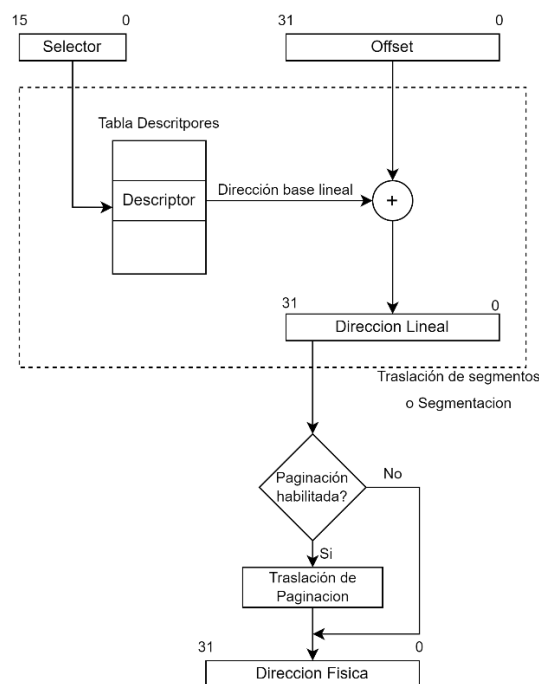 15 0
Selector
31 0
Offset
Tabla Descritpores
Descriptor
Dirección base lineal
+
31 0
Direccion Lineal
Traslación de segmentos
o Segmentacion
Paginación
habilitada?
No
Si
Traslación de
Paginacion
31 0
Direccion Fisica